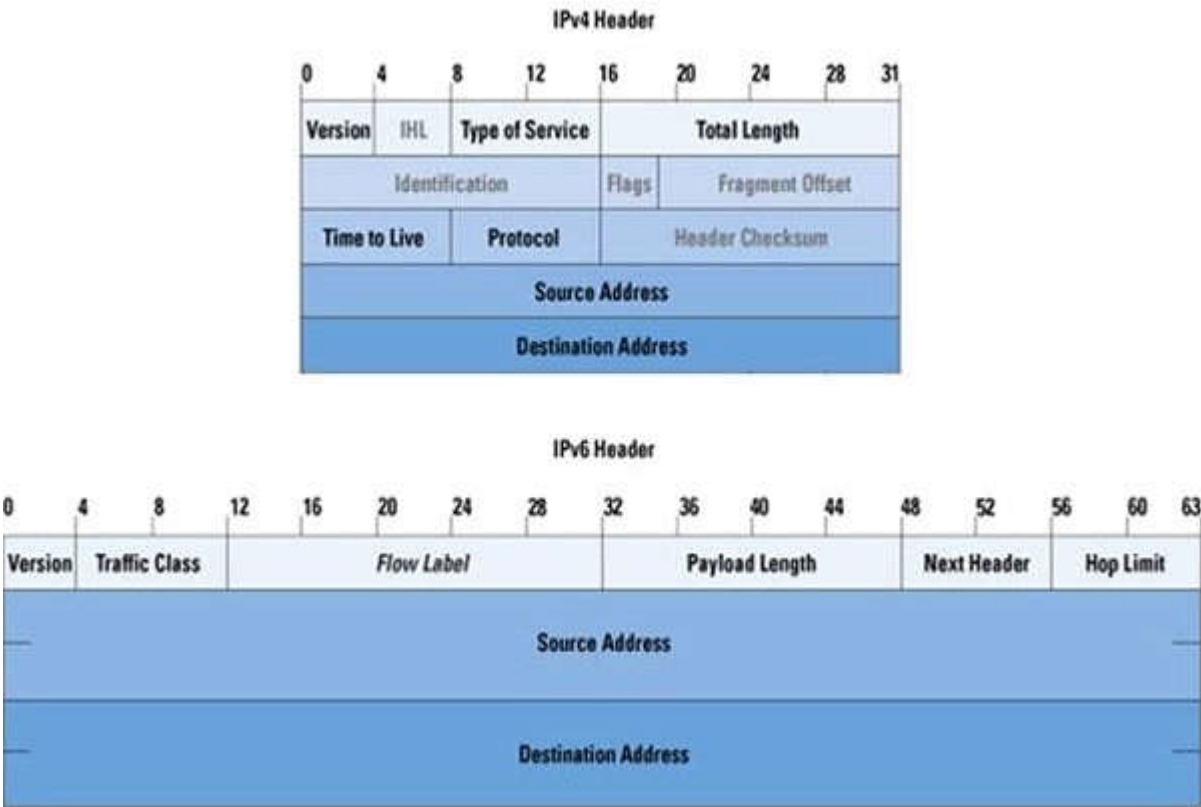 IPv4 Header
0 4 8 12 16 20 24 28 31
Version IHL Type of Service Total Length
Identification Flags Fragment Offset
Time to Live Protocol Header Checksum
Source Address
Destination Address
IPv6 Header
0 4 8 12 16 20 24 28 32 36 40 44 48 52 56 60 63
Version Traffic Class Flow Label Payload Length Next Header Hop Limit
Source Address
Destination Address